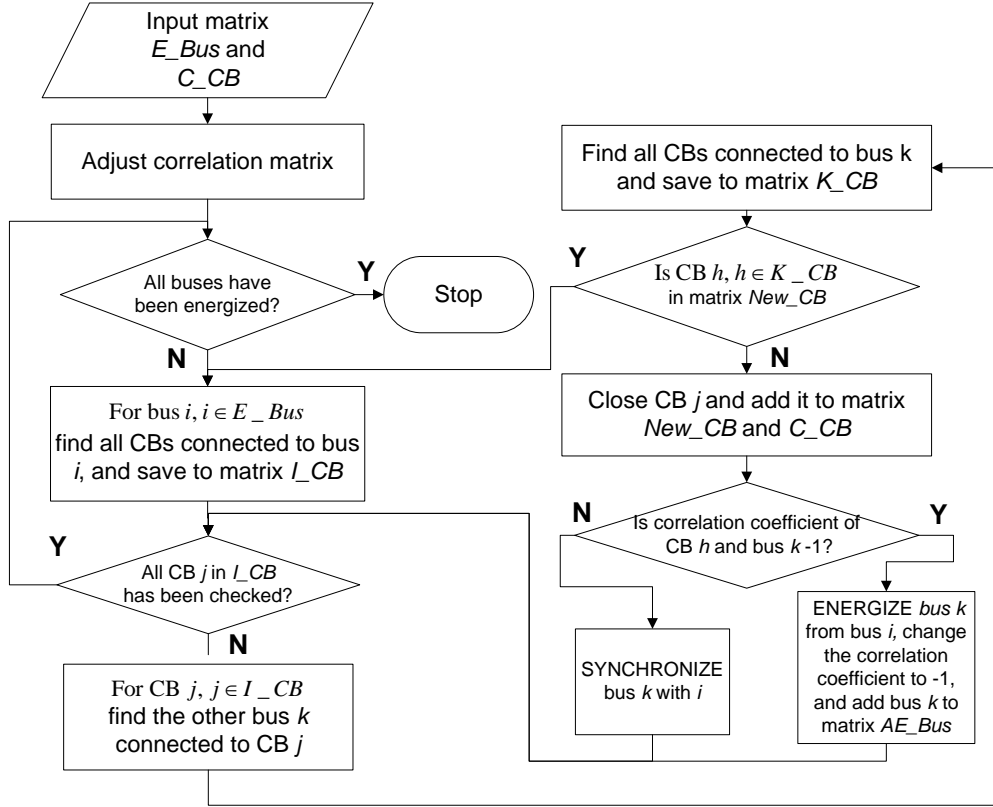 Input matrix
E_Bus and
C_CB
Adjust correlation matrix
All buses have
been energized?
Y
Stop
N
For bus i, i ∈ E _ Bus
find all CBs connected to bus
i, and save to matrix I_CB
Y
All CB j in I_CB
has been checked?
N
For CB j, j ∈ I _ CB
find the other bus k
connected to CB j
Find all CBs connected to bus k
and save to matrix K_CB
Y
Is CB h, h ∈ K _ CB
in matrix New_CB
N
Close CB j and add it to matrix
New_CB and C_CB
N
Is correlation coefficient of
CB h and bus k -1?
Y
SYNCHRONIZE
bus k with i
ENERGIZE bus k
from bus i, change
the correlation
coefficient to -1,
and add bus k to
matrix AE_Bus